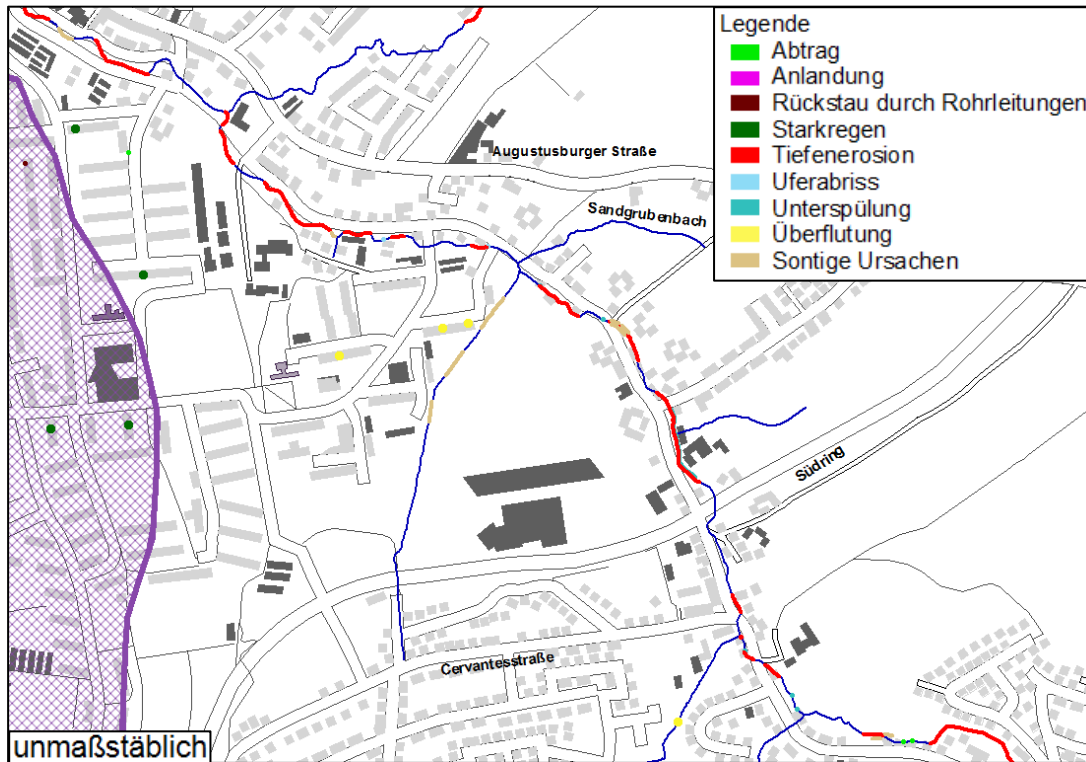 Legende
Abtrag
Anlandung
Rückstau durch Rohrleitungen
Starkregen
Tiefenerosion
Uferabriss
Unterspülung
Überflutung
Sontige Ursachen
Augustusburger Straße
Sandgrubenbach
Südring
Cervantesstraße
unmaßstäblich